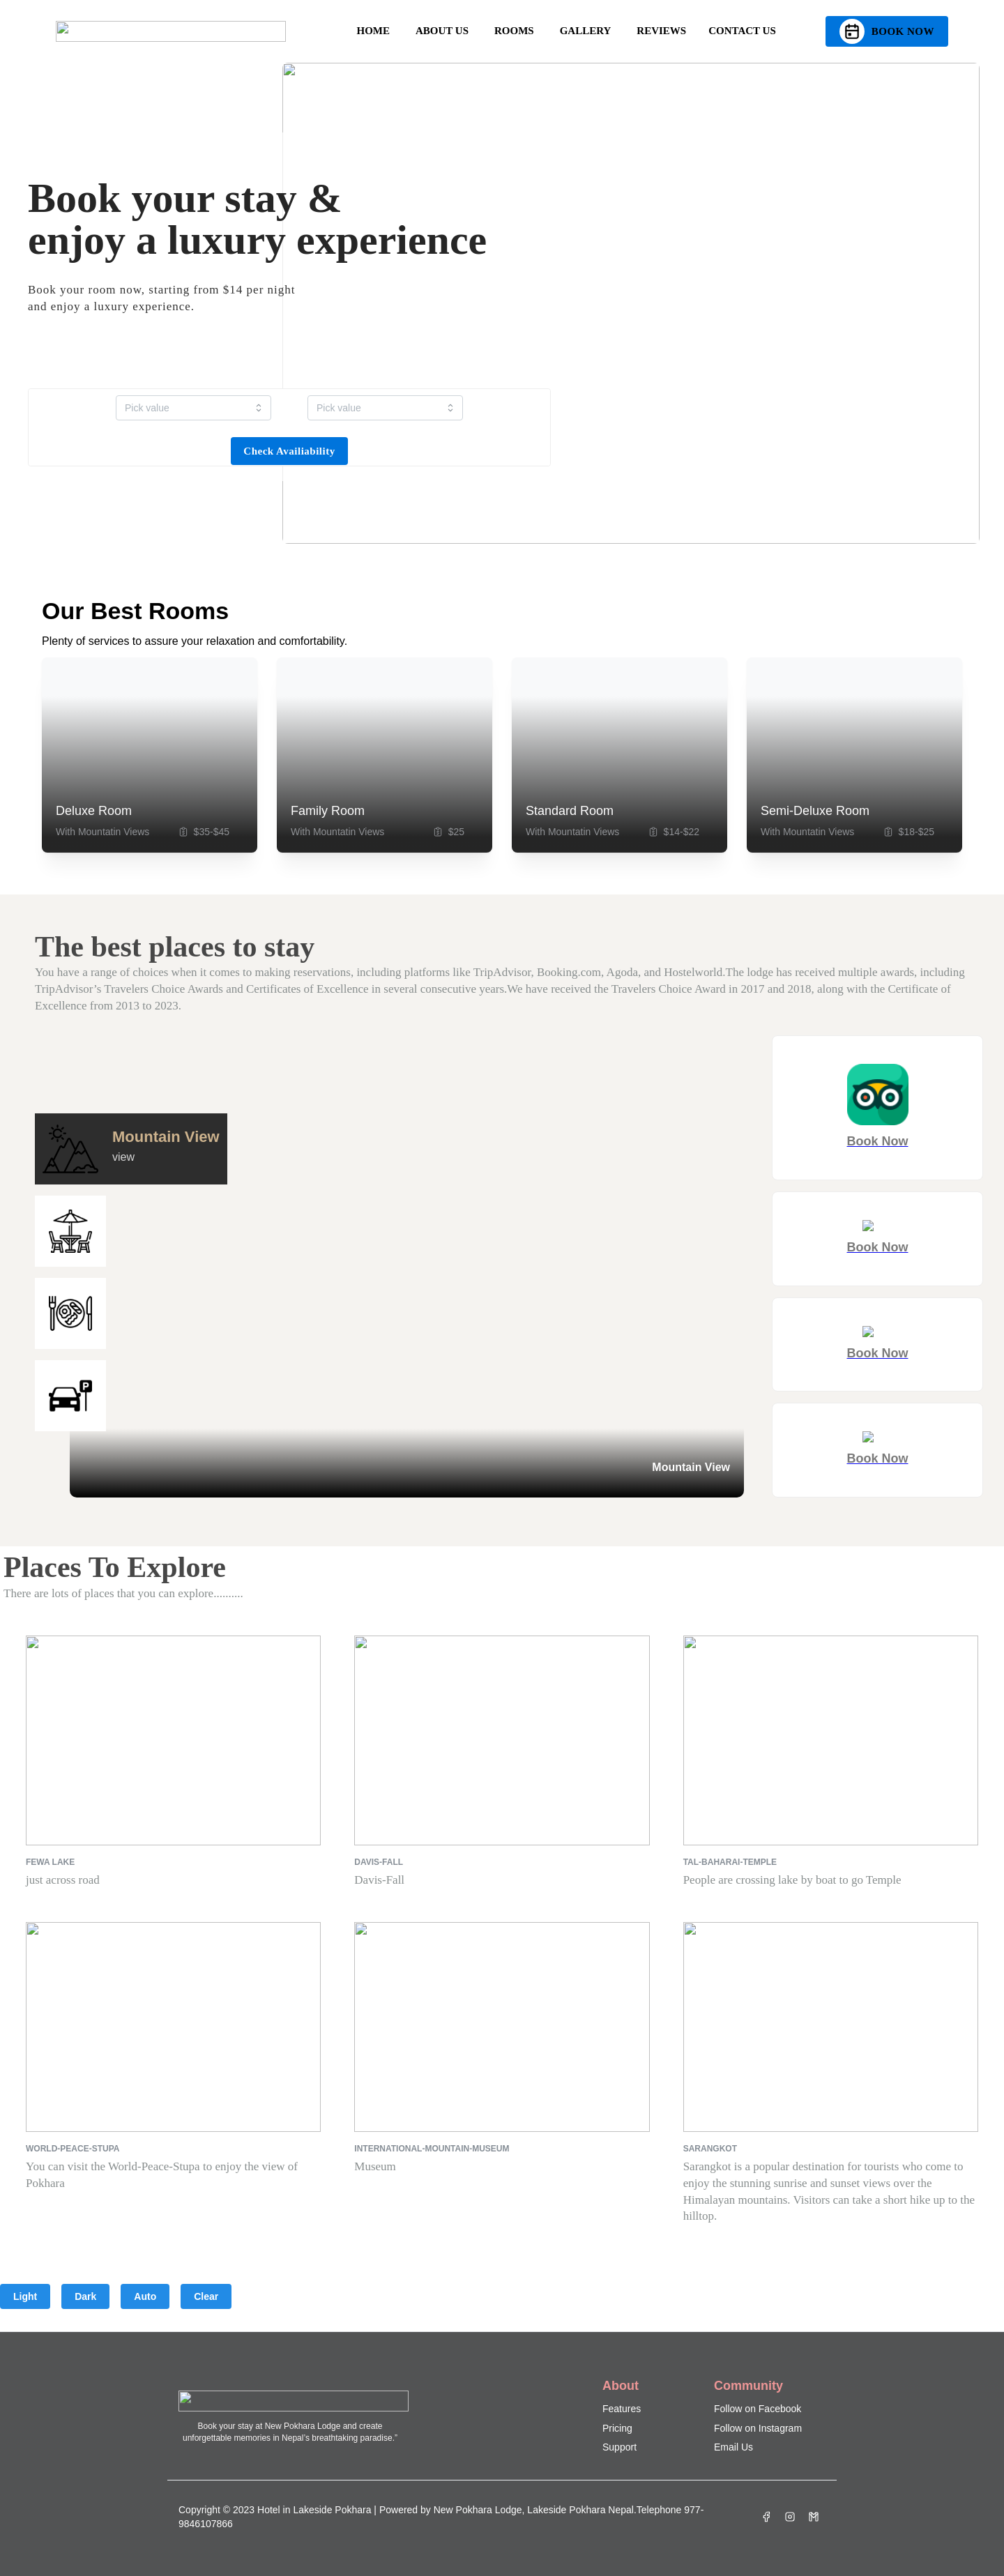 HOME ABOUT US ROOMS GALLERY REVIEWS CONTACT US BOOK NOW
Book your stay &
enjoy a luxury experience
Book your room now, starting from $14 per night
and enjoy a luxury experience.
Pick value Pick value
Check Availiability
Our Best Rooms
Plenty of services to assure your relaxation and comfortability.
Deluxe Room
With Mountatin Views $35-$45
Family Room
With Mountatin Views $25
Standard Room
With Mountatin Views $14-$22
Semi-Deluxe Room
With Mountatin Views $18-$25
The best places to stay
You have a range of choices when it comes to making reservations, including platforms like TripAdvisor, Booking.com, Agoda, and Hostelworld.The lodge has received multiple awards, including
TripAdvisor’s Travelers Choice Awards and Certificates of Excellence in several consecutive years.We have received the Travelers Choice Award in 2017 and 2018, along with the Certificate of
Excellence from 2013 to 2023.
Mountain View
view
P
Mountain View
Book Now
Book Now
Book Now
Book Now
Places To Explore
There are lots of places that you can explore..........
FEWA LAKE
just across road
DAVIS-FALL
Davis-Fall
TAL-BAHARAI-TEMPLE
People are crossing lake by boat to go Temple
WORLD-PEACE-STUPA
You can visit the World-Peace-Stupa to enjoy the view of
Pokhara
INTERNATIONAL-MOUNTAIN-MUSEUM
Museum
SARANGKOT
Sarangkot is a popular destination for tourists who come to
enjoy the stunning sunrise and sunset views over the
Himalayan mountains. Visitors can take a short hike up to the
hilltop.
Light Dark Auto Clear
Book your stay at New Pokhara Lodge and create
unforgettable memories in Nepal's breathtaking paradise."
About
Features
Pricing
Support
Community
Follow on Facebook
Follow on Instagram
Email Us
Copyright © 2023 Hotel in Lakeside Pokhara | Powered by New Pokhara Lodge, Lakeside Pokhara Nepal.Telephone 977-
9846107866